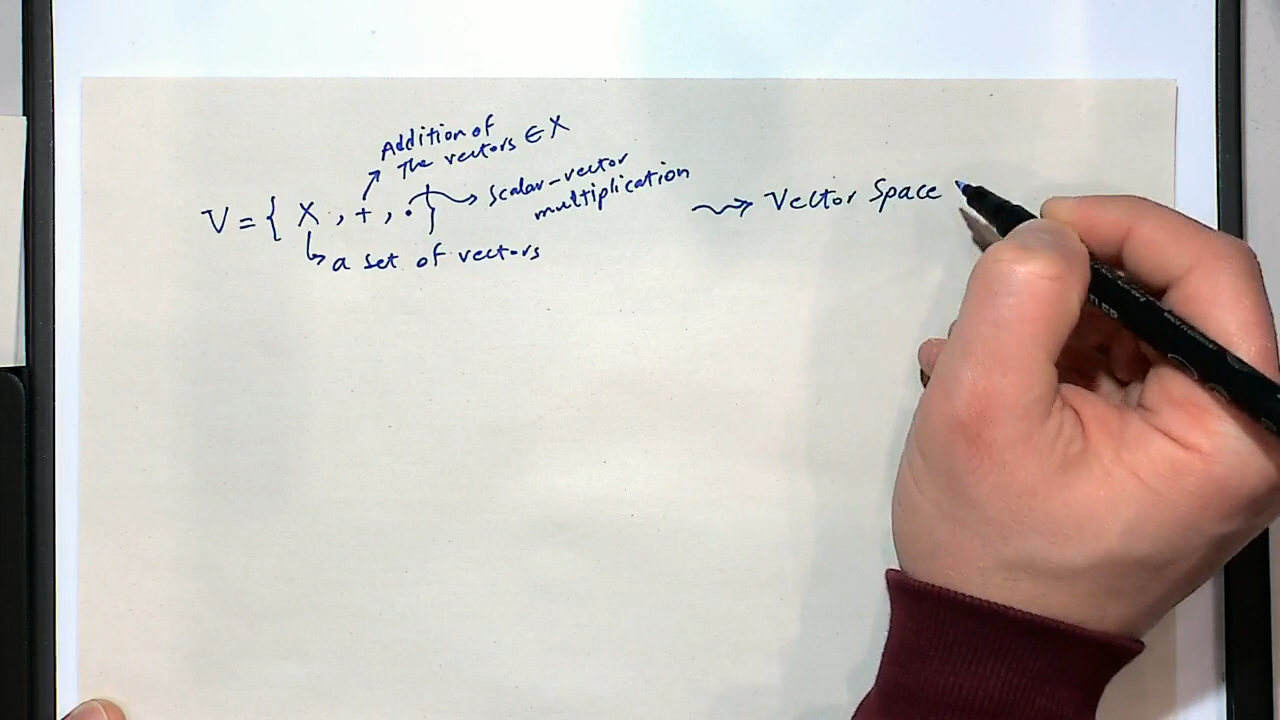 Addition of
The vectors ∈ X
V = { X , + , . }
scalar-vector
multiplication
Vector Space
a set of vectors